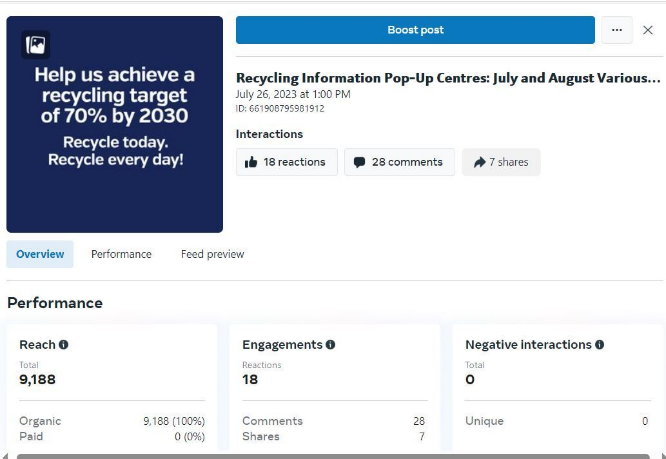 Help us achieve a
recycling target
of 70% by 2030
Recycle today.
Recycle every day!
Boost post
Recycling Information Pop-Up Centres: July and August Various...
July 26, 2023 at 1:00 PM
ID: 661908795981912
Interactions
18 reactions
28 comments
7 shares
Overview
Performance
Feed preview
Performance
Reach
Total
9,188
Organic 9,188 (100%)
Paid 0 (0%)
Engagements
Reactions
18
Comments 28
Shares 7
Negative interactions
Total
0
Unique 0